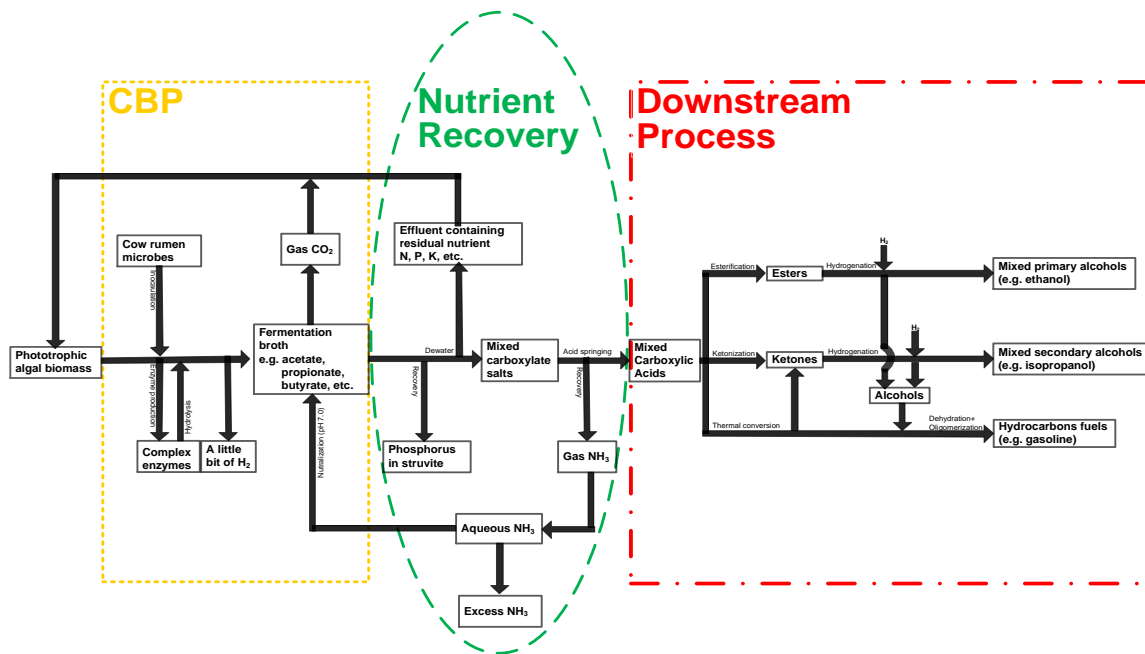 CBP
Nutrient
Recovery
Downstream
Process
Cow rumen
microbes
Gas CO₂
Effluent containing
residual nutrient
N, P, K, etc.
Inoculation
Phototrophic
algal biomass
Fermentation
broth
e.g. acetate,
propionate,
butyrate, etc.
Enzyme production
Hydrolysis
Complex
enzymes
A little
bit of H₂
Nutralization (pH 7.0)
Dewater
Recovery
Phosphorus
in struvite
Mixed
carboxylate
salts
Acid springing
Recovery
Gas NH₃
Aqueous NH₃
Excess NH₃
Mixed
Carboxylic
Acids
Esterification
Esters
Hydrogenation
H₂
Mixed primary alcohols
(e.g. ethanol)
Ketonization
Ketones
Hydrogenation
H₂
Mixed secondary alcohols
(e.g. isopropanol)
Alcohols
Thermal conversion
Dehydration+
Oligomerization
Hydrocarbons fuels
(e.g. gasoline)